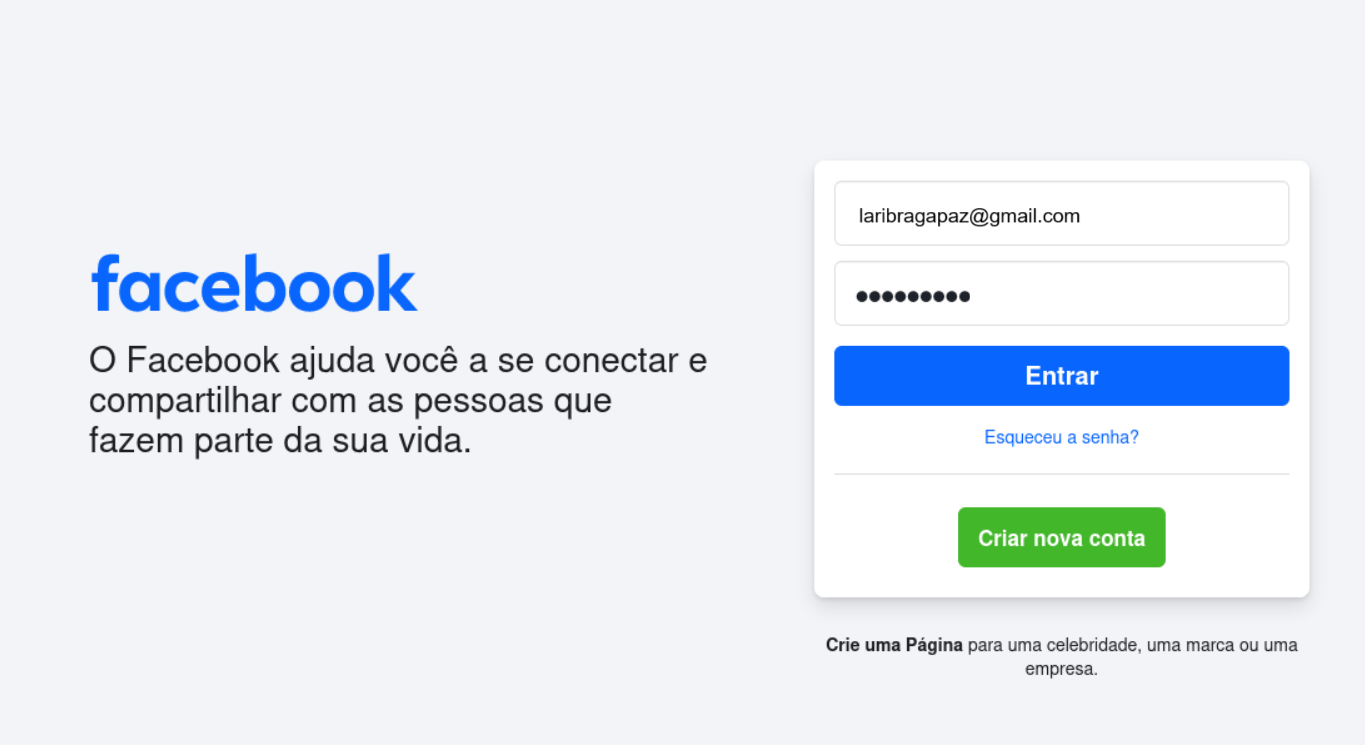 facebook
O Facebook ajuda você a se conectar e
compartilhar com as pessoas que
fazem parte da sua vida.
laribragapaz@gmail.com
•••••••••
Entrar
Esqueceu a senha?
Criar nova conta
Crie uma Página para uma celebridade, uma marca ou uma
empresa.